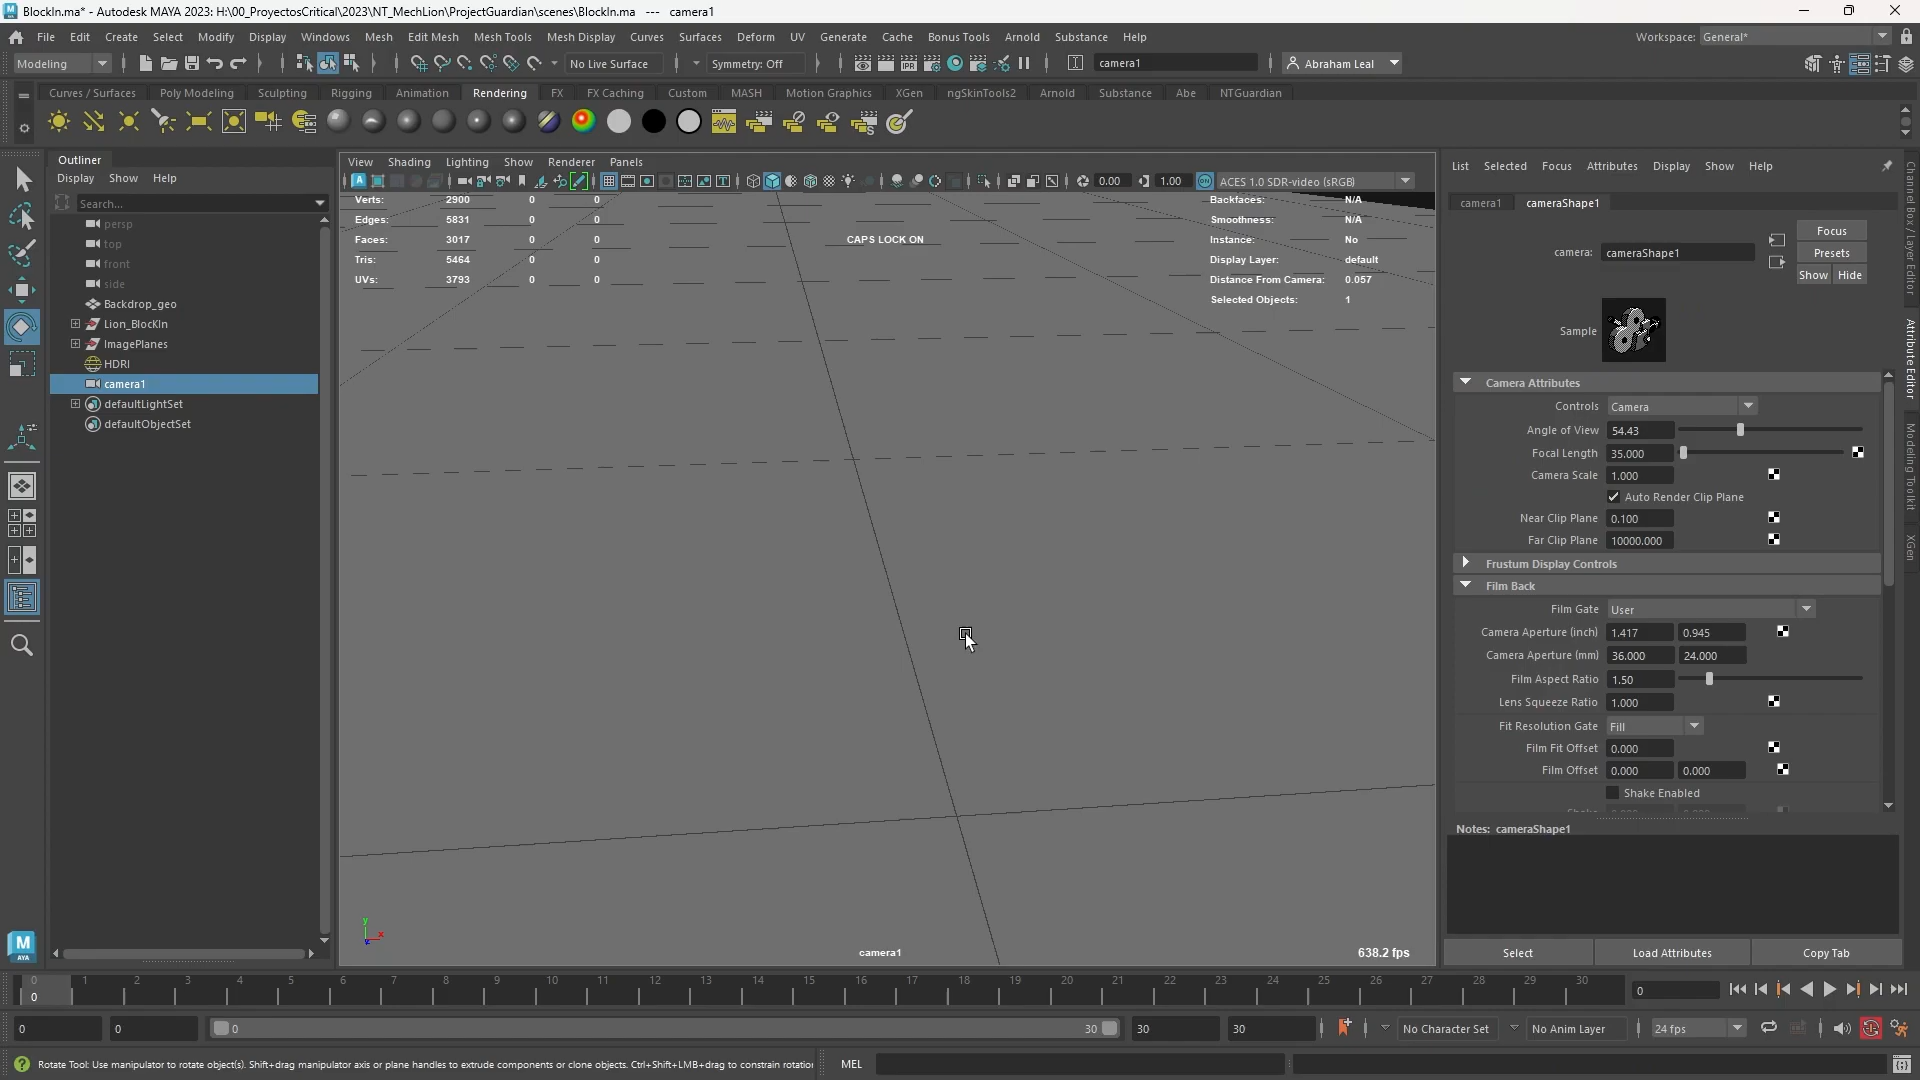 BlockIn.ma* - Autodesk MAYA 2023: H:\00_ProyectosCritical\2023\NT_MechLion\ProjectGuardian\scenes\BlockIn.ma --- camera1
File Edit Create Select Modify Display Windows Mesh Edit Mesh Mesh Tools Mesh Display Curves Surfaces Deform UV Generate Cache Bonus Tools Arnold Substance Help Workspace: General*
Modeling No Live Surface Symmetry: Off camera1 Abraham Leal
Curves / Surfaces Poly Modeling Sculpting Rigging Animation Rendering FX FX Caching Custom MASH Motion Graphics XGen ngSkinTools2 Arnold Substance Abe NTGuardian
Outliner
Display Show Help
Search...
persp
top
front
side
Backdrop_geo
Lion_BlockIn
ImagePlanes
HDRI
camera1
defaultLightSet
defaultObjectSet
View Shading Lighting Show Renderer Panels
0.00 1.00 ACES 1.0 SDR-video (sRGB)
Verts: 2900 0 0
Edges: 5831 0 0
Faces: 3017 0 0
Tris: 5464 0 0
UVs: 3793 0 0
CAPS LOCK ON
Backfaces: N/A
Smoothness: N/A
Instance: No
Display Layer: default
Distance From Camera: 0.057
Selected Objects: 1
y
x
z
camera1
638.2 fps
List Selected Focus Attributes Display Show Help
camera1 cameraShape1
camera: cameraShape1
Focus
Presets
Show Hide
Sample
Camera Attributes
Controls Camera
Angle of View 54.43
Focal Length 35.000
Camera Scale 1.000
Auto Render Clip Plane
Near Clip Plane 0.100
Far Clip Plane 10000.000
Frustum Display Controls
Film Back
Film Gate User
Camera Aperture (inch) 1.417 0.945
Camera Aperture (mm) 36.000 24.000
Film Aspect Ratio 1.50
Lens Squeeze Ratio 1.000
Fit Resolution Gate Fill
Film Fit Offset 0.000
Film Offset 0.000 0.000
Shake Enabled
Notes: cameraShape1
Select Load Attributes Copy Tab
Channel Box / Layer Editor
Attribute Editor
Modeling Toolkit
XGen
M
AYA
0 1 2 3 4 5 6 7 8 9 10 11 12 13 14 15 16 17 18 19 20 21 22 23 24 25 26 27 28 29 30
0 0
0 0 0 30 30 30 No Character Set No Anim Layer 24 fps
Rotate Tool: Use manipulator to rotate object(s). Shift+drag manipulator axis or plane handles to extrude components or clone objects. Ctrl+Shift+LMB+drag to constrain rotation
MEL